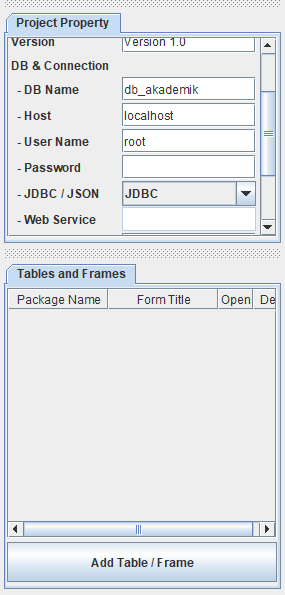 Project Property
Version Version 1.0
DB & Connection
- DB Name db_akademik
- Host localhost
- User Name root
- Password
- JDBC / JSON JDBC
- Web Service
Tables and Frames
Package Name Form Title Open De
Add Table / Frame